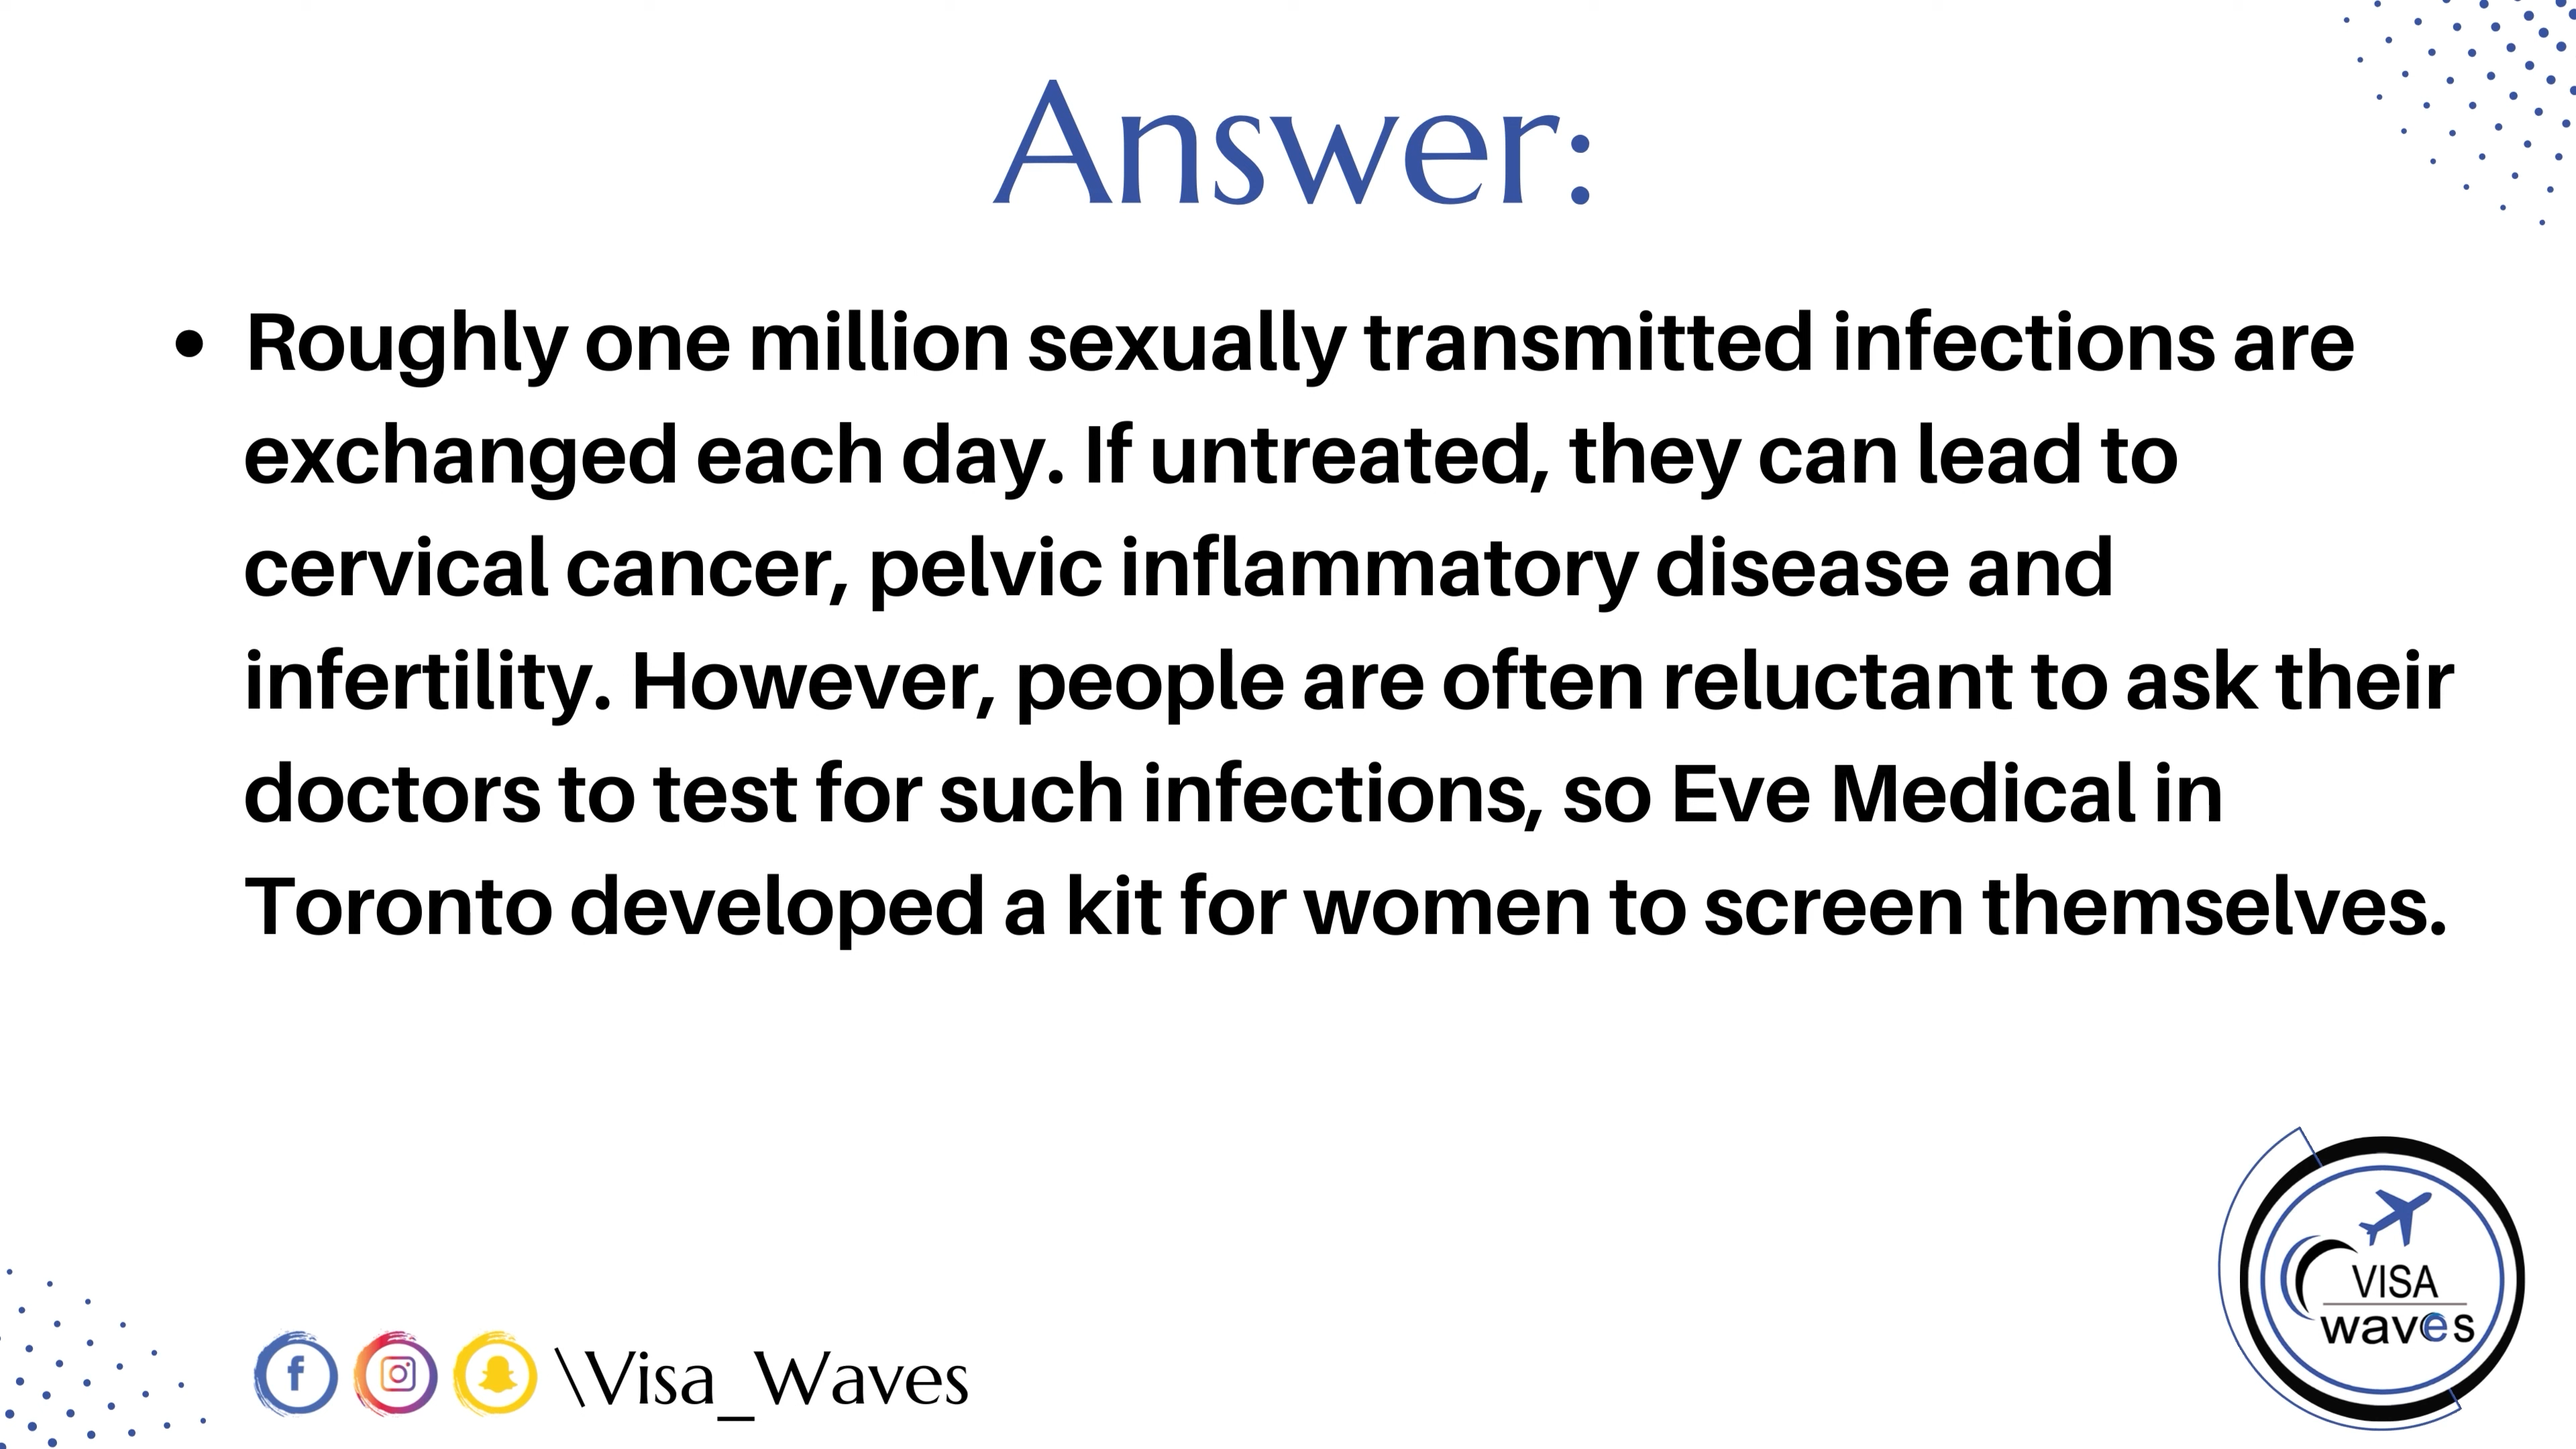 Answer:
• Roughly one million sexually transmitted infections are
exchanged each day. If untreated, they can lead to
cervical cancer, pelvic inflammatory disease and
infertility. However, people are often reluctant to ask their
doctors to test for such infections, so Eve Medical in
Toronto developed a kit for women to screen themselves.
VISA
waves
\Visa_Waves